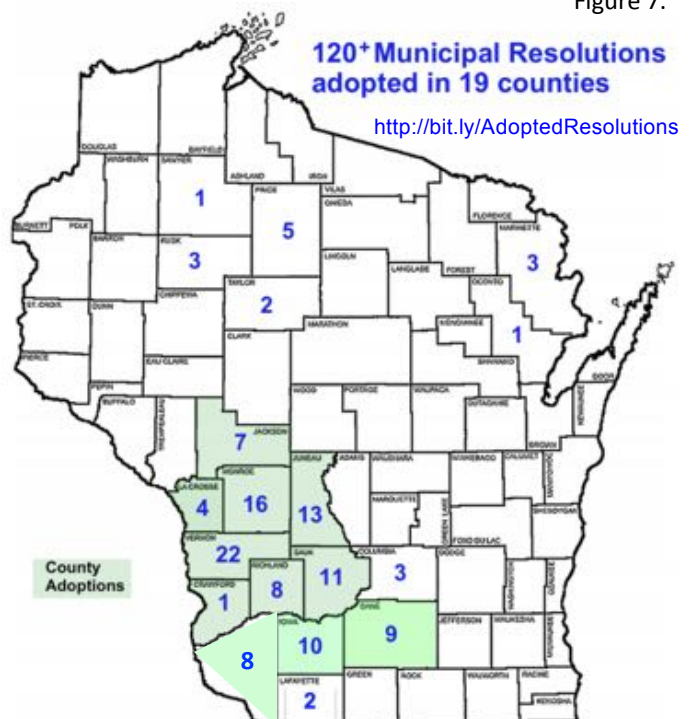 Figure 7.
120+ Municipal Resolutions
adopted in 19 counties
http://bit.ly/AdoptedResolutions
DOUGLAS
BAYFIELD
WASHBURN
SAWYER
ASHLAND
IRON
1
PRICE
VILAS
ONEIDA
FLORENCE
BURNETT
POLK
5
MARINETTE
BARRON
RUSK
3
LINCOLN
LANGLADE
FOREST
3
OCONTO
TAYLOR
2
ST. CROIX
DUNN
CHIPPEWA
MARATHON
MENOMINEE
1
CLARK
PIERCE
EAU CLAIRE
SHAWANO
DOOR
PEPIN
BUFFALO
TREMPEALEAU
WOOD
PORTAGE
WAUPACA
OUTAGAMIE
KEWAUNEE
7
JACKSON
BROWN
JUNEAU
ADAMS
WAUSHARA
WINNEBAGO
CALUMET
MANITOWOC
MONROE
LA CROSSE
4
16
13
MARQUETTE
GREEN LAKE
SHEBOYGAN
VERNON
22
SAUK
COLUMBIA
FOND DU LAC
DODGE
County
Adoptions
RICHLAND
CRAWFORD
1
8
11
3
WASHINGTON
OZAUKEE
DANE
JEFFERSON
WAUKESHA
MILWAUKEE
IOWA
9
8
10
LAFAYETTE
GREEN
ROCK
WALWORTH
RACINE
2
KENOSHA